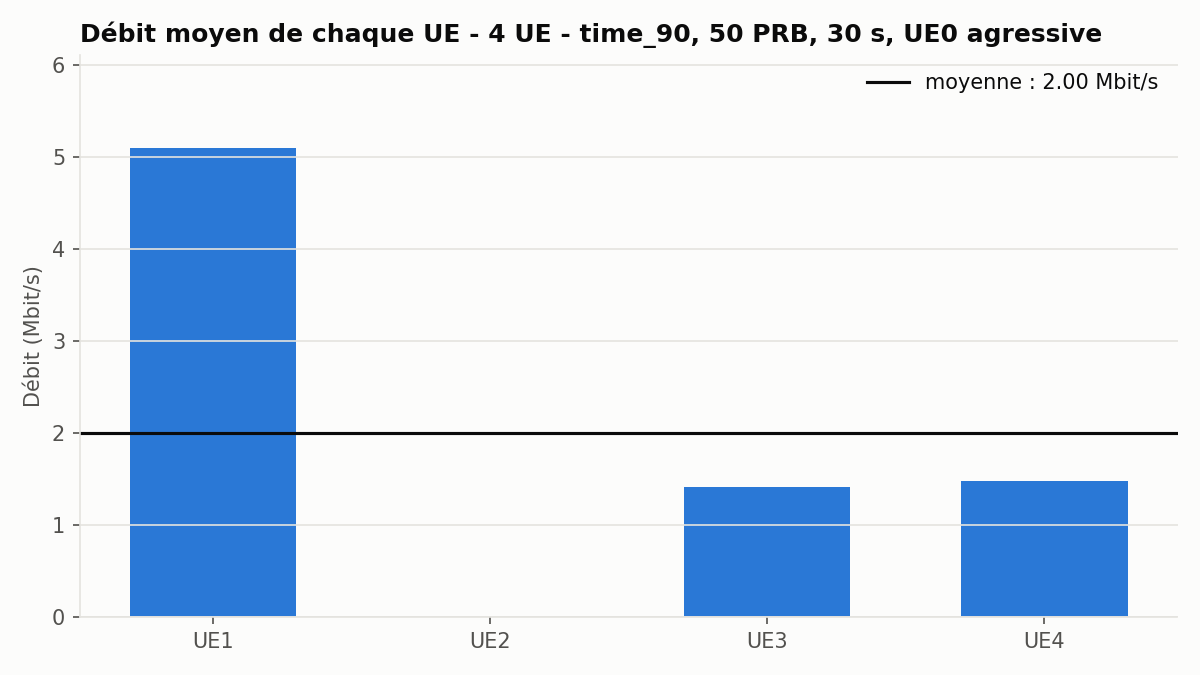 Débit moyen de chaque UE - 4 UE - time_90, 50 PRB, 30 s, UE0 agressive
moyenne : 2.00 Mbit/s
Débit (Mbit/s)
6
5
4
3
2
1
0
UE1 UE2 UE3 UE4